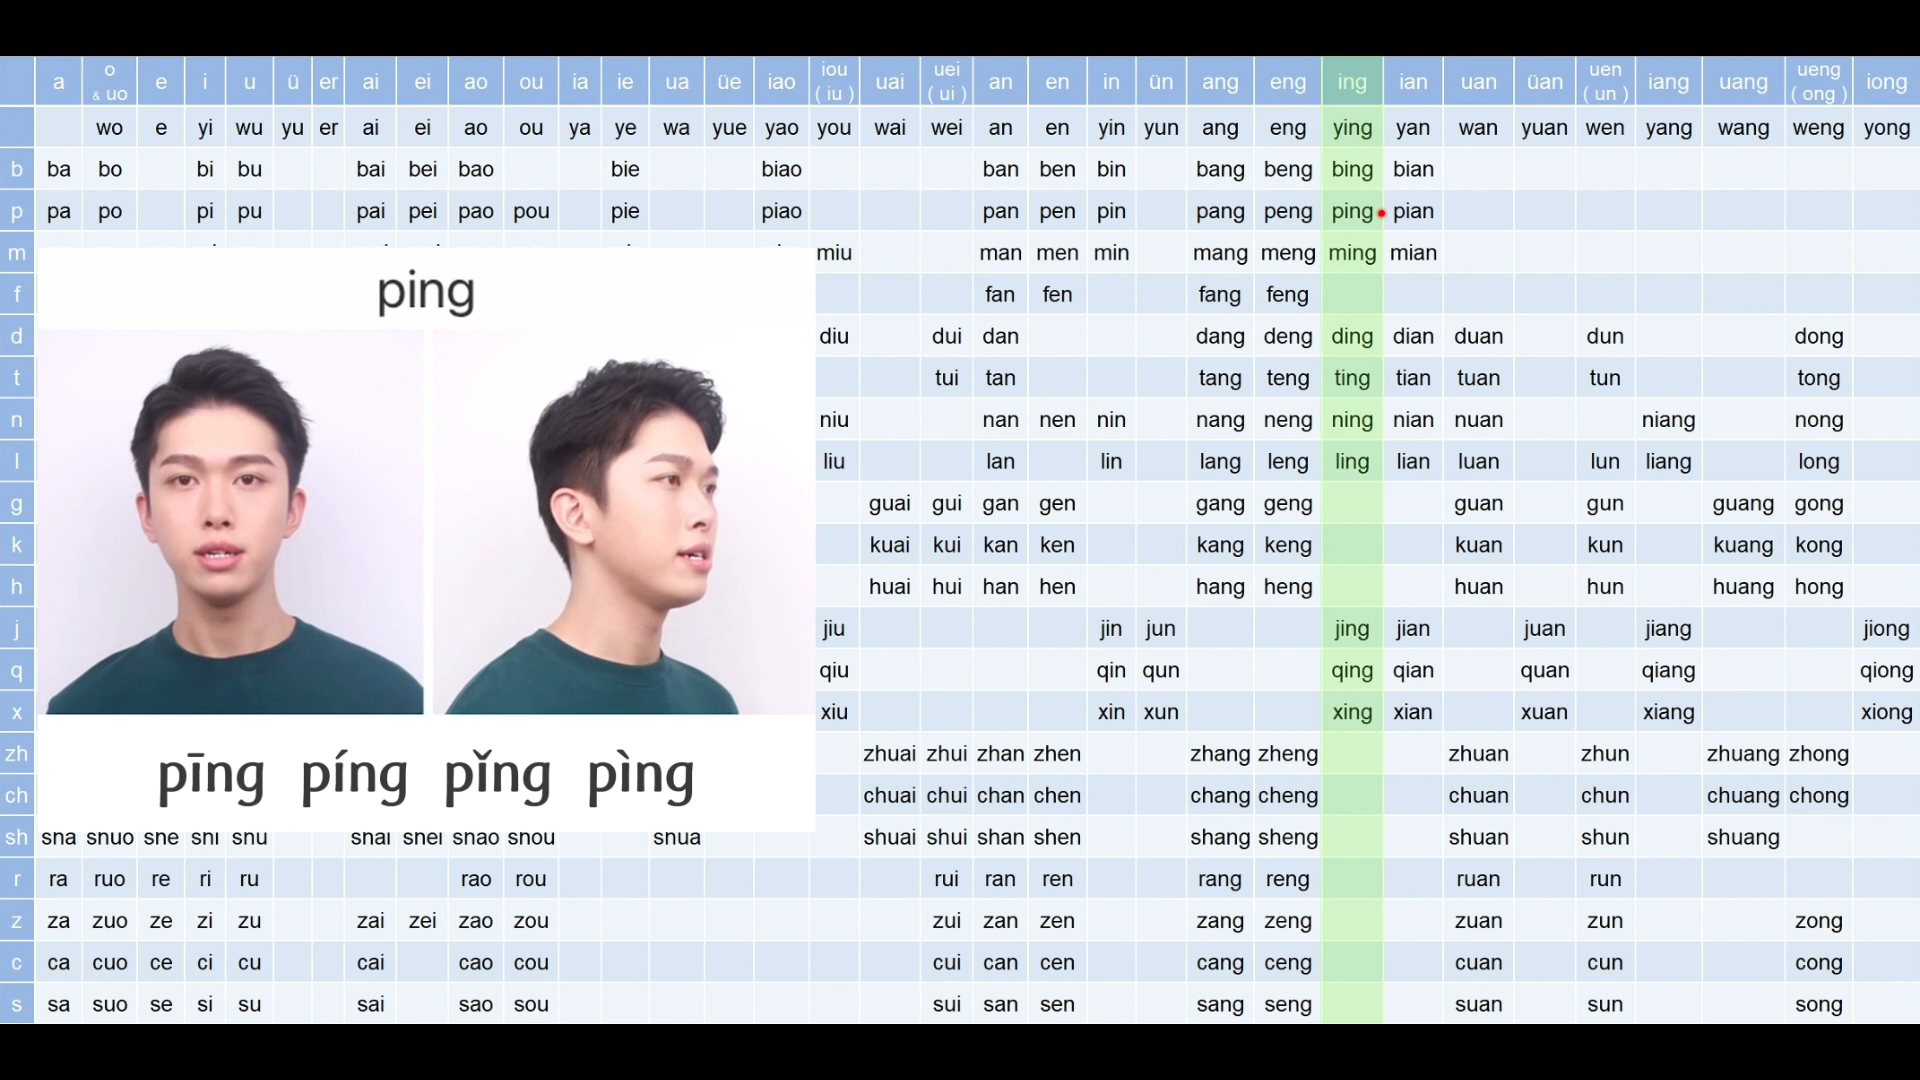 a o & uo e i u ü er ai ei ao ou ia ie ua üe iao iou ( iu ) uai uei ( ui ) an en in ün ang eng ing ian uan üan uen ( un ) iang uang ueng ( ong ) iong
wo e yi wu yu er ai ei ao ou ya ye wa yue yao you wai wei an en yin yun ang eng ying yan wan yuan wen yang wang weng yong
b ba bo bi bu bai bei bao bie biao ban ben bin bang beng bing bian
p pa po pi pu pai pei pao pou pie piao pan pen pin pang peng ping pian
m miu man men min mang meng ming mian
ping
f fan fen fang feng
d diu dui dan dang deng ding dian duan dun dong
t tui tan tang teng ting tian tuan tun tong
n niu nan nen nin nang neng ning nian nuan niang nong
l liu lan lin lang leng ling lian luan lun liang long
g guai gui gan gen gang geng guan gun guang gong
k kuai kui kan ken kang keng kuan kun kuang kong
h huai hui han hen hang heng huan hun huang hong
j jiu jin jun jing jian juan jiang jiong
q qiu qin qun qing qian quan qiang qiong
x xiu xin xun xing xian xuan xiang xiong
zh zhuai zhui zhan zhen zhang zheng zhuan zhun zhuang zhong
pīng píng pǐng pìng
ch chuai chui chan chen chang cheng chuan chun chuang chong
sh sha shuo she shi shu shai shei shao shou shua shuai shui shan shen shang sheng shuan shun shuang
r ra ruo re ri ru rao rou rui ran ren rang reng ruan run
z za zuo ze zi zu zai zei zao zou zui zan zen zang zeng zuan zun zong
c ca cuo ce ci cu cai cao cou cui can cen cang ceng cuan cun cong
s sa suo se si su sai sao sou sui san sen sang seng suan sun song